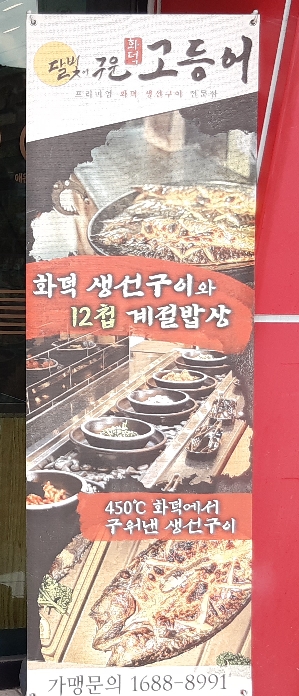 달빛에 구운 화덕 고등어
프리미엄 화덕 생선구이 전문점
화덕 생선구이와
12첩 계절밥상
450℃ 화덕에서
구워낸 생선구이
가맹문의 1688-8991